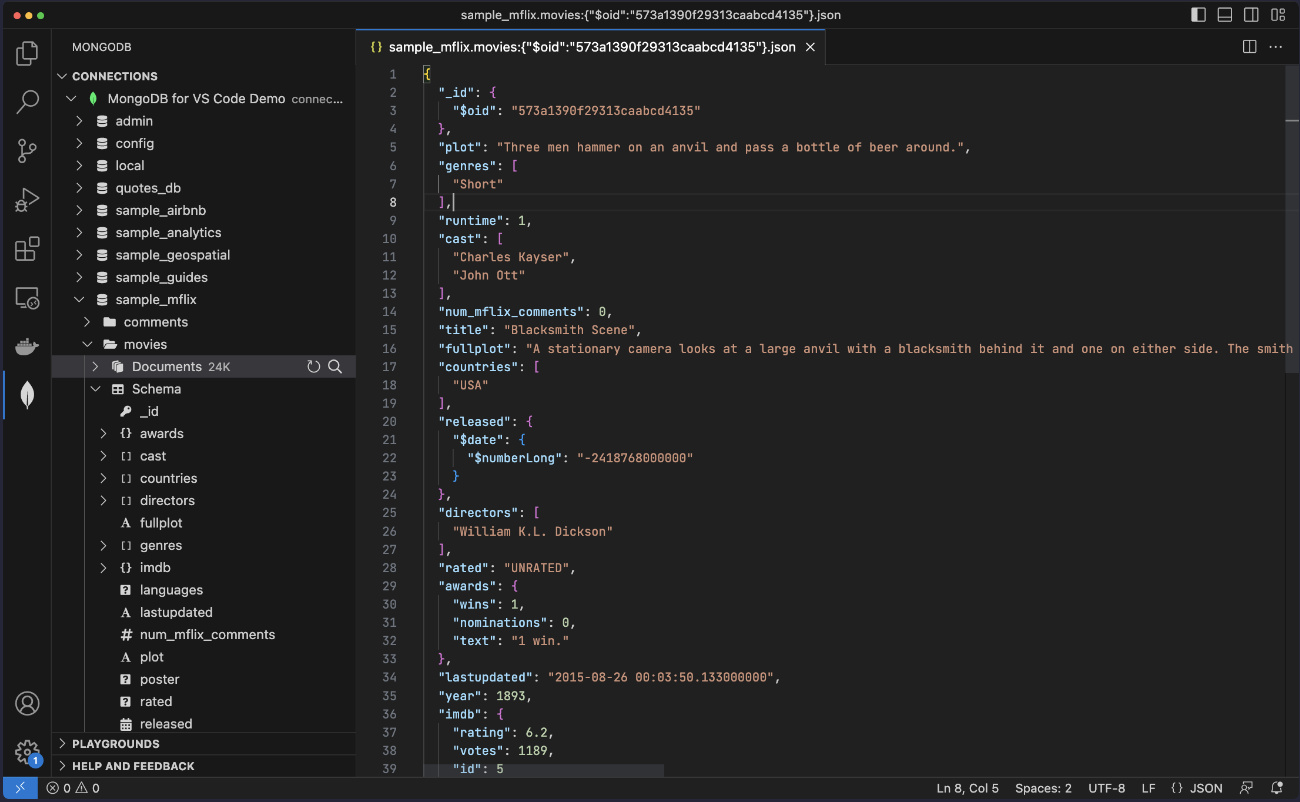 sample_mflix.movies:{"$oid":"573a1390f29313caabcd4135"}.json
MONGODB
CONNECTIONS
MongoDB for VS Code Demo connec...
admin
config
local
quotes_db
sample_airbnb
sample_analytics
sample_geospatial
sample_guides
sample_mflix
comments
movies
Documents 24K
Schema
_id
{} awards
[] cast
[] countries
[] directors
A fullplot
[] genres
{} imdb
? languages
A lastupdated
# num_mflix_comments
A plot
? poster
? rated
released
PLAYGROUNDS
HELP AND FEEDBACK
{} sample_mflix.movies:{"$oid":"573a1390f29313caabcd4135"}.json
1 {
2 "_id": {
3 "$oid": "573a1390f29313caabcd4135"
4 },
5 "plot": "Three men hammer on an anvil and pass a bottle of beer around.",
6 "genres": [
7 "Short"
8 ],
9 "runtime": 1,
10 "cast": [
11 "Charles Kayser",
12 "John Ott"
13 ],
14 "num_mflix_comments": 0,
15 "title": "Blacksmith Scene",
16 "fullplot": "A stationary camera looks at a large anvil with a blacksmith behind it and one on either side. The smith
17 "countries": [
18 "USA"
19 ],
20 "released": {
21 "$date": {
22 "$numberLong": "-2418768000000"
23 }
24 },
25 "directors": [
26 "William K.L. Dickson"
27 ],
28 "rated": "UNRATED",
29 "awards": {
30 "wins": 1,
31 "nominations": 0,
32 "text": "1 win."
33 },
34 "lastupdated": "2015-08-26 00:03:50.133000000",
35 "year": 1893,
36 "imdb": {
37 "rating": 6.2,
38 "votes": 1189,
39 "id": 5
1
0 0
Ln 8, Col 5 Spaces: 2 UTF-8 LF {} JSON